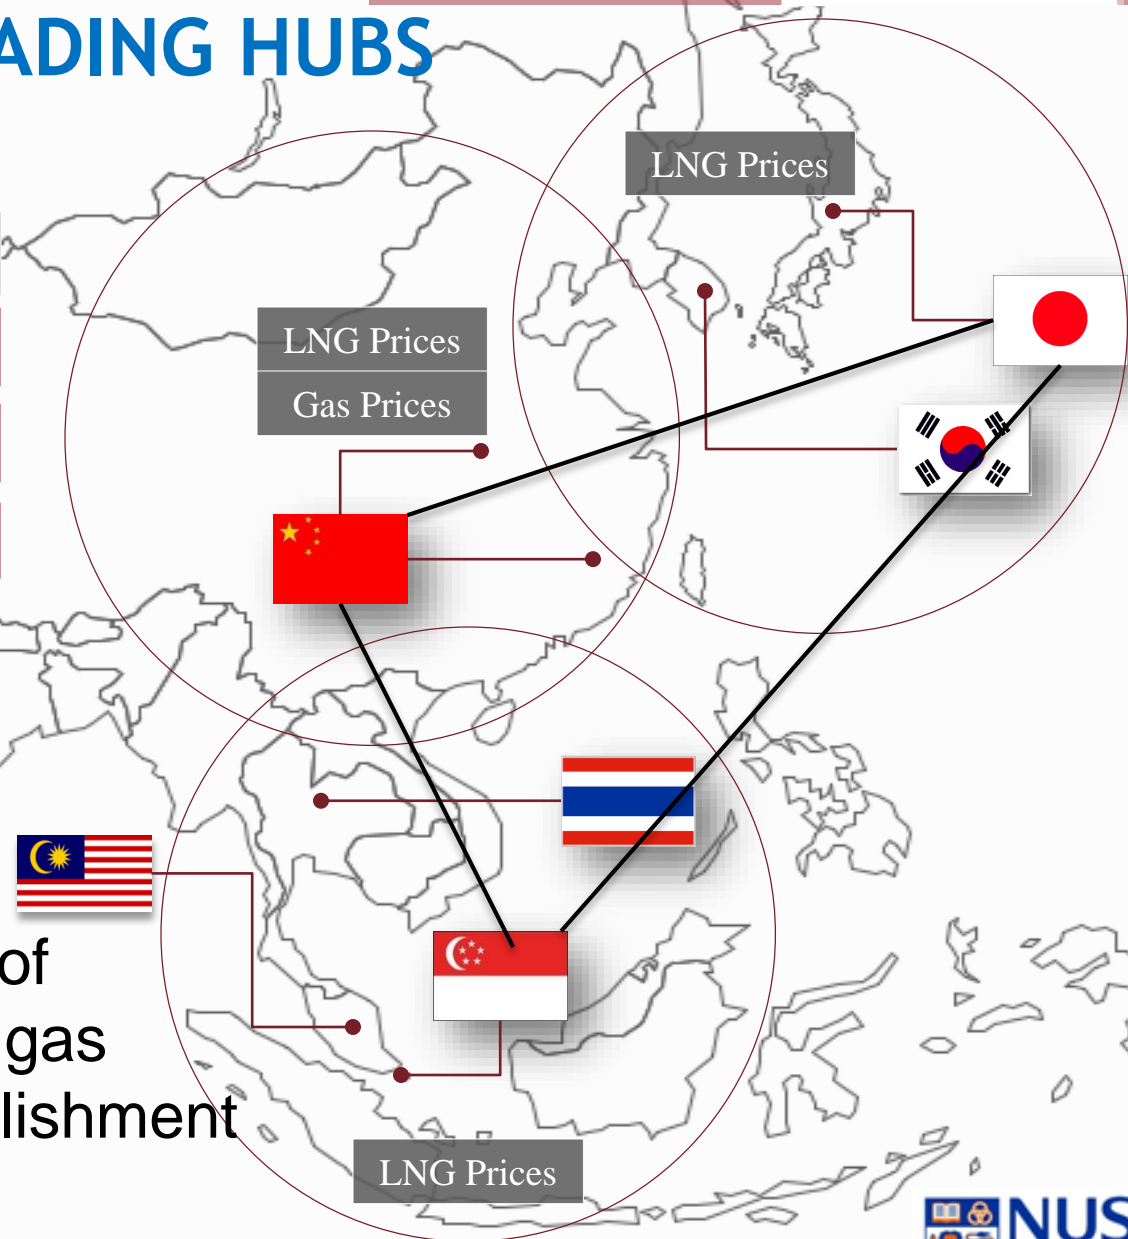 ADING HUBS
LNG Prices
LNG Prices
Gas Prices
of
gas
lishment
LNG Prices
NUS